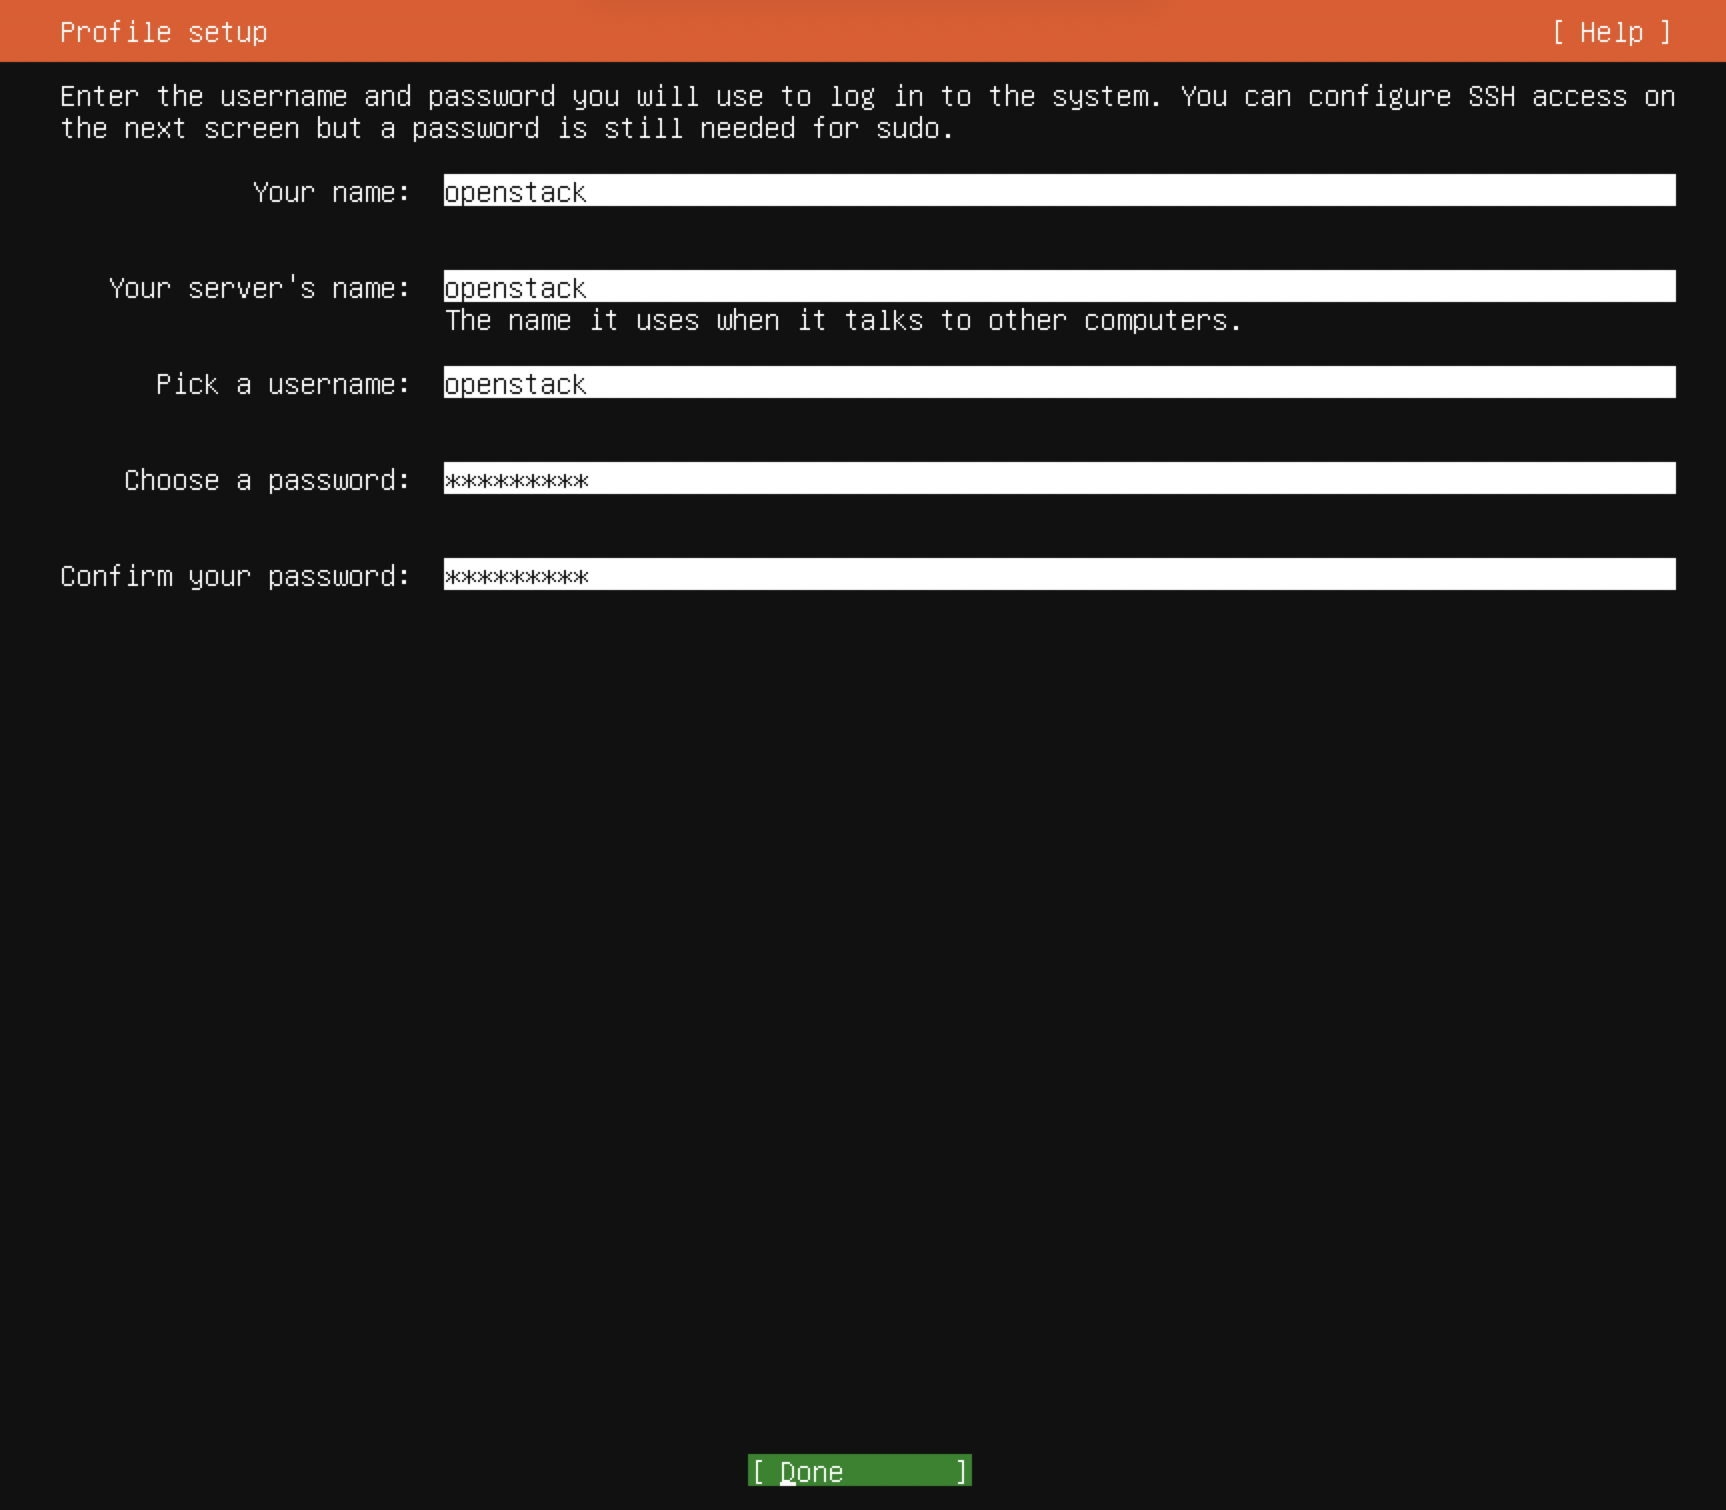 Profile setup [ Help ]
Enter the username and password you will use to log in to the system. You can configure SSH access on
the next screen but a password is still needed for sudo.
Your name: openstack
Your server's name: openstack
The name it uses when it talks to other computers.
Pick a username: openstack
Choose a password: *********
Confirm your password: *********
[ Done ]